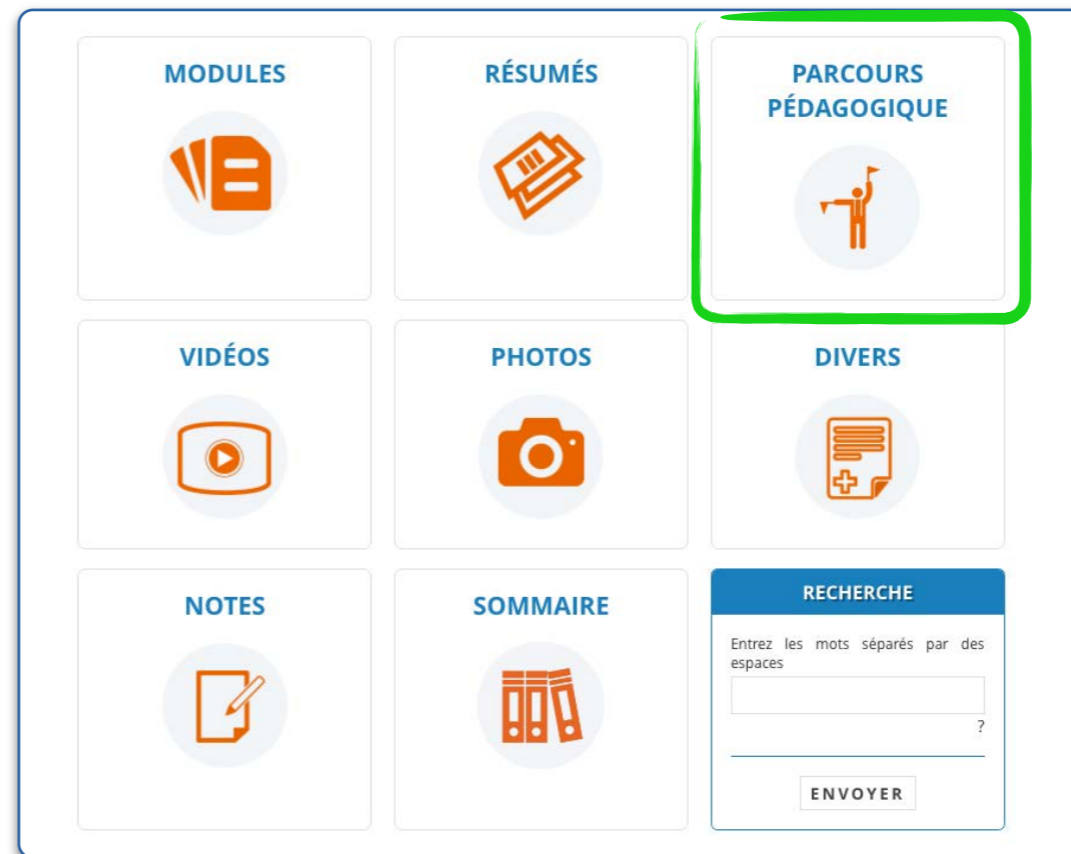 MODULES
RÉSUMÉS
PARCOURS
PÉDAGOGIQUE
VIDÉOS
PHOTOS
DIVERS
NOTES
SOMMAIRE
RECHERCHE
Entrez les mots séparés par des
espaces
?
ENVOYER